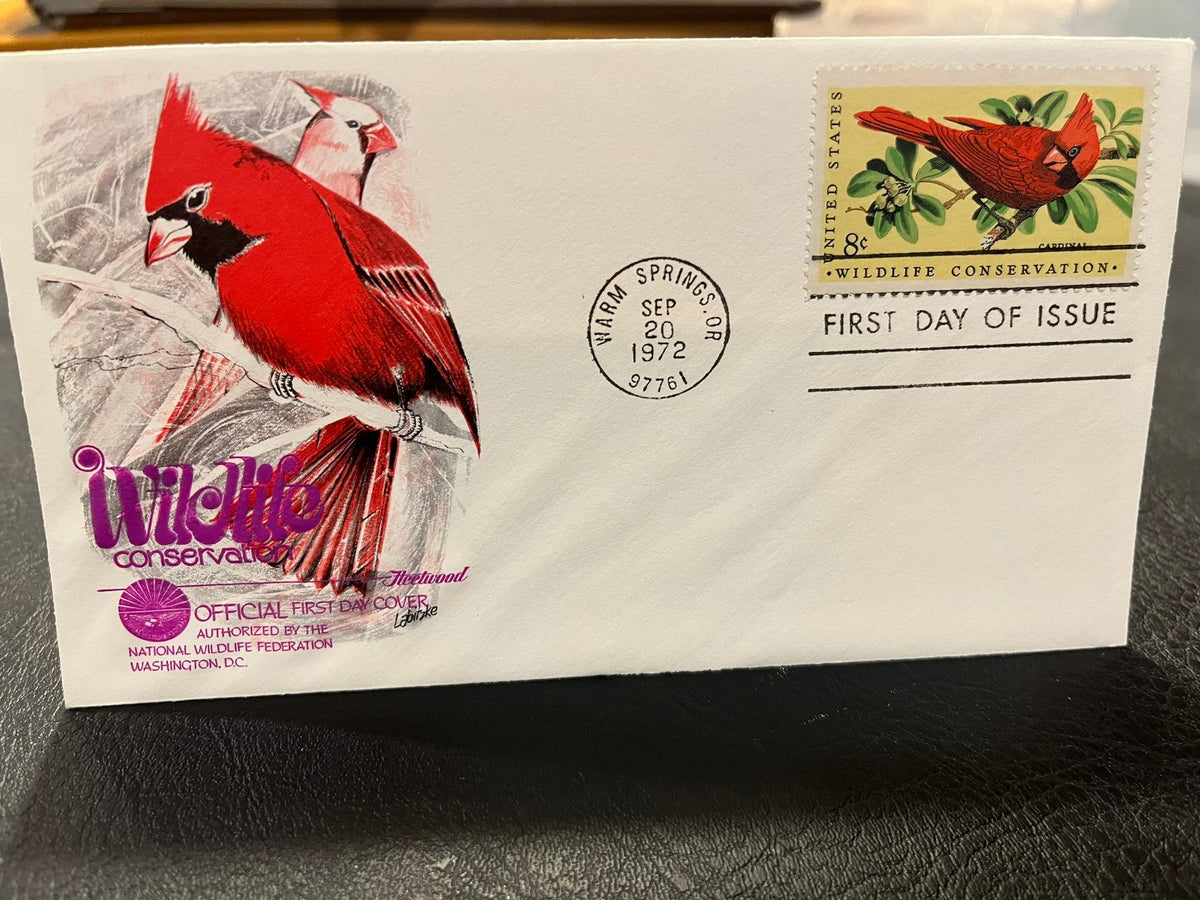 Wildlife
conservation
Fleetwood
OFFICIAL FIRST DAY COVER
AUTHORIZED BY THE
NATIONAL WILDLIFE FEDERATION
WASHINGTON, D.C.
Labirske
WARM SPRINGS. OR
SEP
20
1972
97761
UNITED STATES
8¢
CARDINAL
•WILDLIFE CONSERVATION•
FIRST DAY OF ISSUE